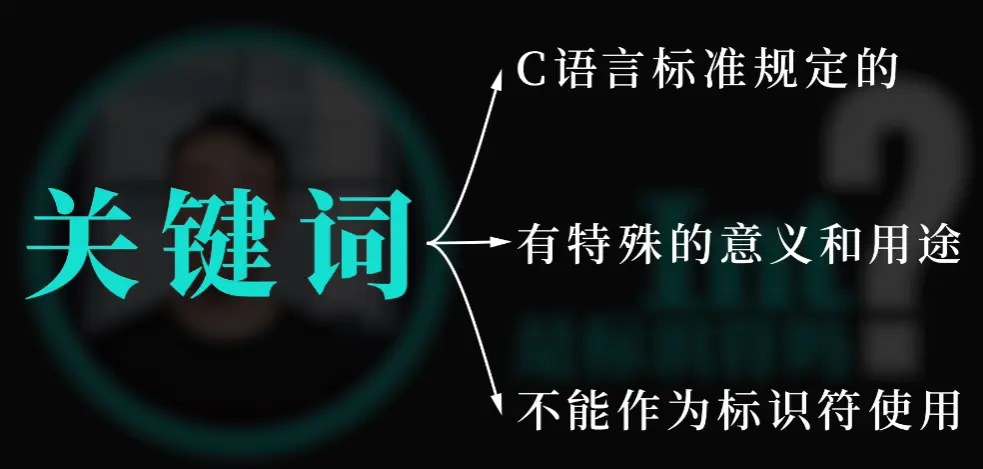 关键词
C语言标准规定的
有特殊的意义和用途
不能作为标识符使用